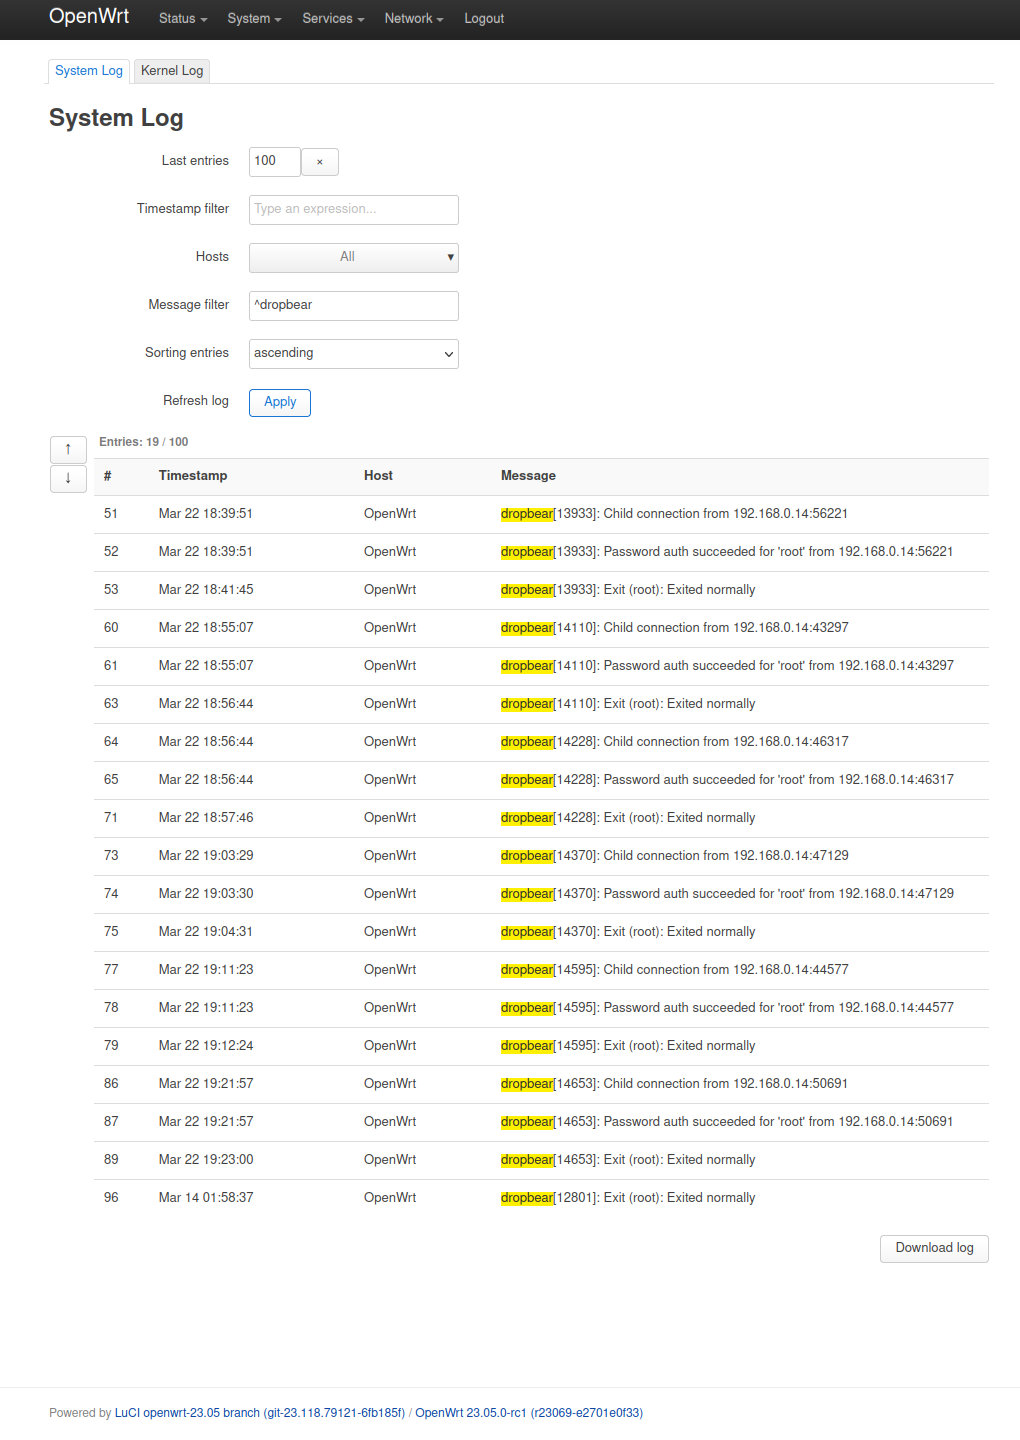 OpenWrt Status System Services Network Logout
System Log Kernel Log
System Log
Last entries 100 ×
Timestamp filter Type an expression...
Hosts All ▾
Message filter ^dropbear
Sorting entries ascending
Refresh log Apply
↑ Entries: 19 / 100
↓ # Timestamp Host Message
51 Mar 22 18:39:51 OpenWrt dropbear[13933]: Child connection from 192.168.0.14:56221
52 Mar 22 18:39:51 OpenWrt dropbear[13933]: Password auth succeeded for 'root' from 192.168.0.14:56221
53 Mar 22 18:41:45 OpenWrt dropbear[13933]: Exit (root): Exited normally
60 Mar 22 18:55:07 OpenWrt dropbear[14110]: Child connection from 192.168.0.14:43297
61 Mar 22 18:55:07 OpenWrt dropbear[14110]: Password auth succeeded for 'root' from 192.168.0.14:43297
63 Mar 22 18:56:44 OpenWrt dropbear[14110]: Exit (root): Exited normally
64 Mar 22 18:56:44 OpenWrt dropbear[14228]: Child connection from 192.168.0.14:46317
65 Mar 22 18:56:44 OpenWrt dropbear[14228]: Password auth succeeded for 'root' from 192.168.0.14:46317
71 Mar 22 18:57:46 OpenWrt dropbear[14228]: Exit (root): Exited normally
73 Mar 22 19:03:29 OpenWrt dropbear[14370]: Child connection from 192.168.0.14:47129
74 Mar 22 19:03:30 OpenWrt dropbear[14370]: Password auth succeeded for 'root' from 192.168.0.14:47129
75 Mar 22 19:04:31 OpenWrt dropbear[14370]: Exit (root): Exited normally
77 Mar 22 19:11:23 OpenWrt dropbear[14595]: Child connection from 192.168.0.14:44577
78 Mar 22 19:11:23 OpenWrt dropbear[14595]: Password auth succeeded for 'root' from 192.168.0.14:44577
79 Mar 22 19:12:24 OpenWrt dropbear[14595]: Exit (root): Exited normally
86 Mar 22 19:21:57 OpenWrt dropbear[14653]: Child connection from 192.168.0.14:50691
87 Mar 22 19:21:57 OpenWrt dropbear[14653]: Password auth succeeded for 'root' from 192.168.0.14:50691
89 Mar 22 19:23:00 OpenWrt dropbear[14653]: Exit (root): Exited normally
96 Mar 14 01:58:37 OpenWrt dropbear[12801]: Exit (root): Exited normally
Download log
Powered by LuCI openwrt-23.05 branch (git-23.118.79121-6fb185f) / OpenWrt 23.05.0-rc1 (r23069-e2701e0f33)